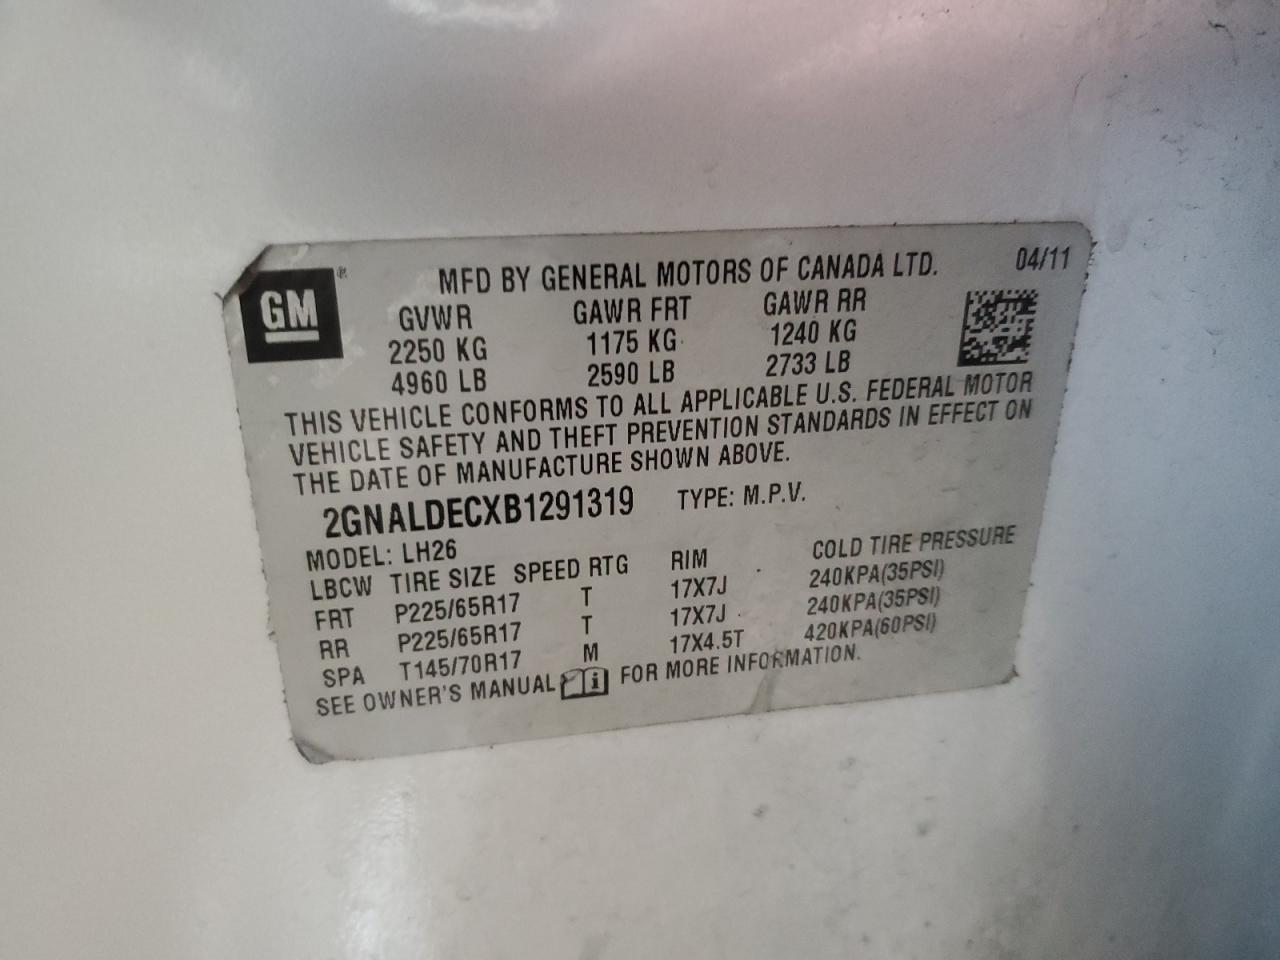 GM®
MFD BY GENERAL MOTORS OF CANADA LTD. 04/11
GVWR GAWR FRT GAWR RR
2250 KG 1175 KG 1240 KG
4960 LB 2590 LB 2733 LB
THIS VEHICLE CONFORMS TO ALL APPLICABLE U.S. FEDERAL MOTOR
VEHICLE SAFETY AND THEFT PREVENTION STANDARDS IN EFFECT ON
THE DATE OF MANUFACTURE SHOWN ABOVE.
2GNALDECXB1291319 TYPE: M.P.V.
MODEL: LH26
LBCW TIRE SIZE SPEED RTG RIM COLD TIRE PRESSURE
FRT P225/65R17 T 17X7J 240KPA(35PSI)
RR P225/65R17 T 17X7J 240KPA(35PSI)
SPA T145/70R17 M 17X4.5T 420KPA(60PSI)
SEE OWNER'S MANUAL i FOR MORE INFORMATION.